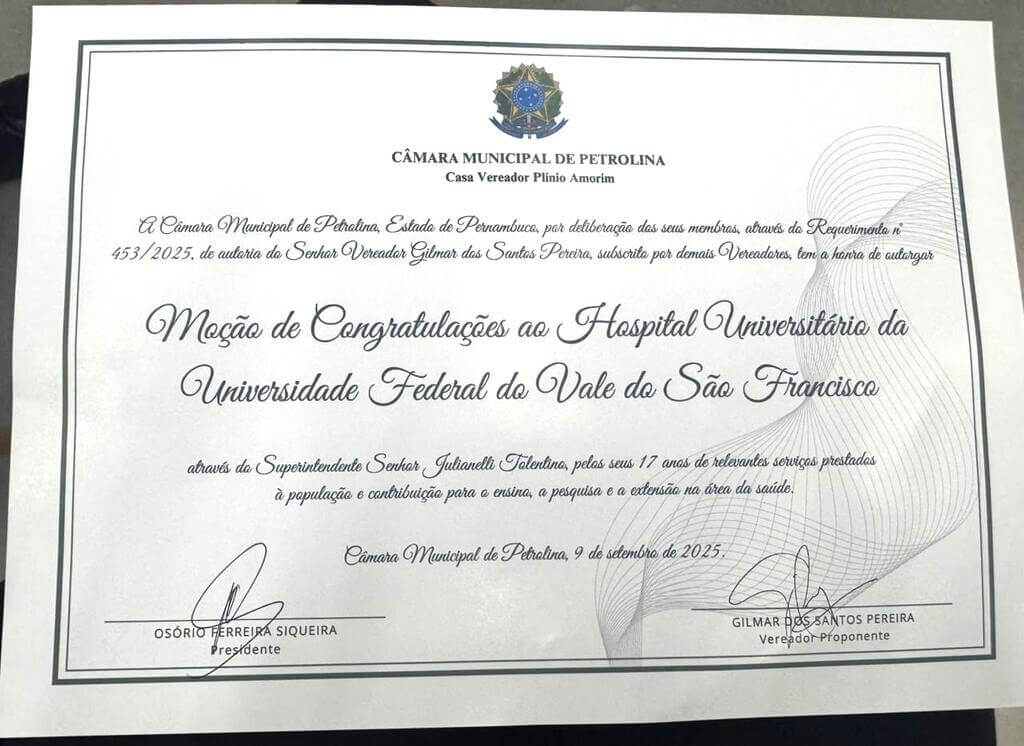 CÂMARA MUNICIPAL DE PETROLINA
Casa Vereador Plínio Amorim
A Câmara Municipal de Petrolina, Estado de Pernambuco, por deliberação dos seus membros, através do Requerimento nº
453/2025, de autoria do Senhor Vereador Gilmar dos Santos Pereira, subscrito por demais Vereadores, tem a honra de outorgar
Moção de Congratulações ao Hospital Universitário da
Universidade Federal do Vale do São Francisco
através do Superintendente Senhor Julianelli Tolentino, pelos seus 17 anos de relevantes serviços prestados
à população e contribuição para o ensino, a pesquisa e a extensão na área da saúde.
Câmara Municipal de Petrolina, 9 de setembro de 2025.
OSÓRIO FERREIRA SIQUEIRA
Presidente
GILMAR DOS SANTOS PEREIRA
Vereador Proponente